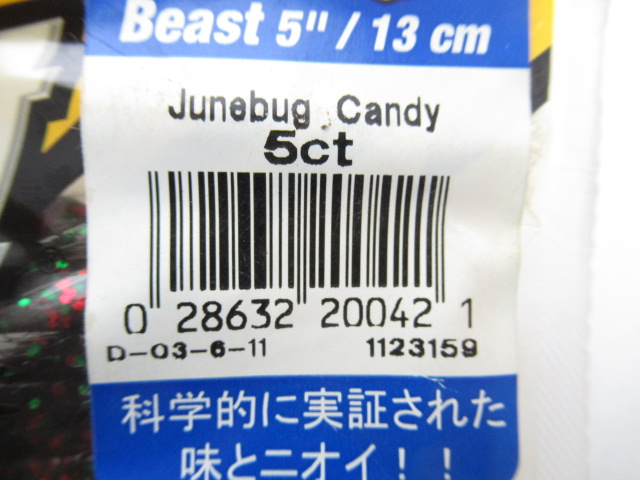 Beast 5"/13 cm
Junebug Candy
5ct
0 28632 20042 1
D-03-6-11 1123159
科学的に実証された
味とニオイ!!